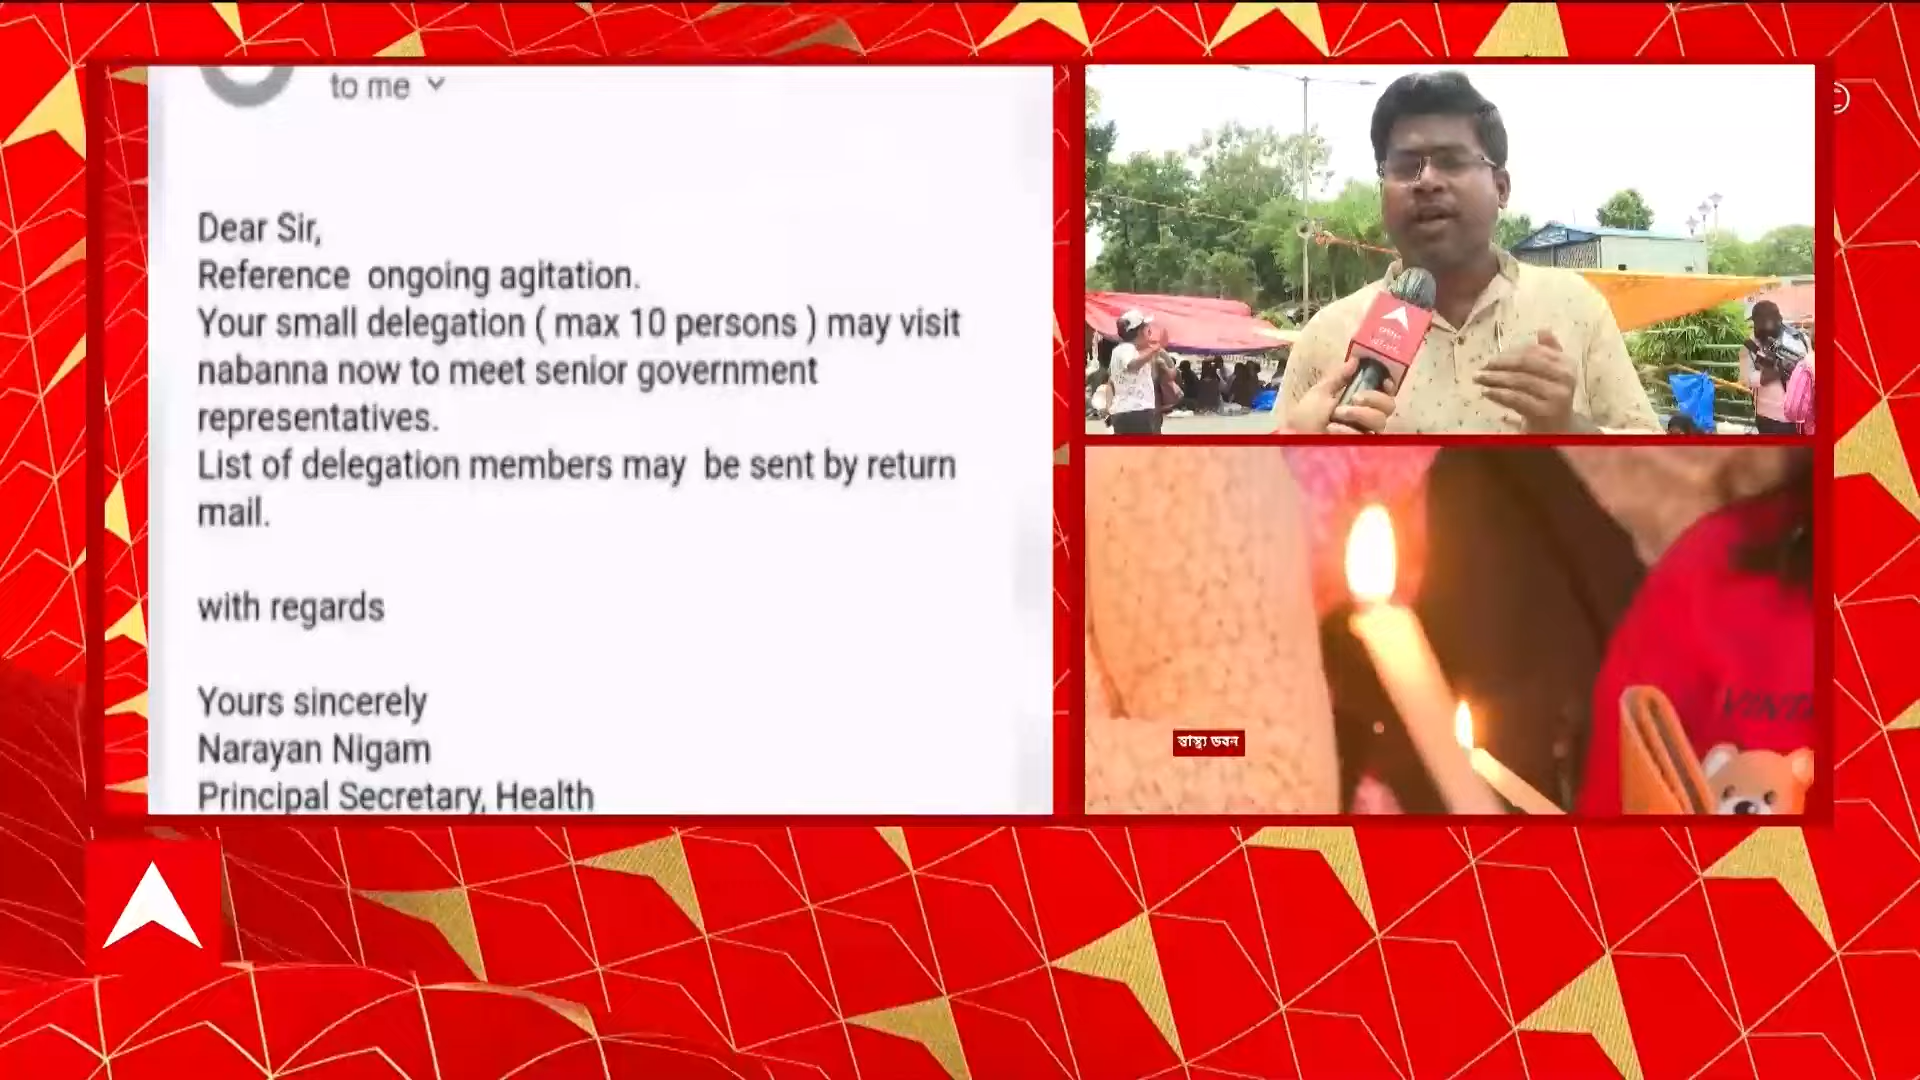 to me
Dear Sir,
Reference ongoing agitation.
Your small delegation ( max 10 persons ) may visit
nabanna now to meet senior government
representatives.
List of delegation members may be sent by return
mail.
with regards
Yours sincerely
Narayan Nigam
Principal Secretary, Health
স্বাস্থ্য ভবন